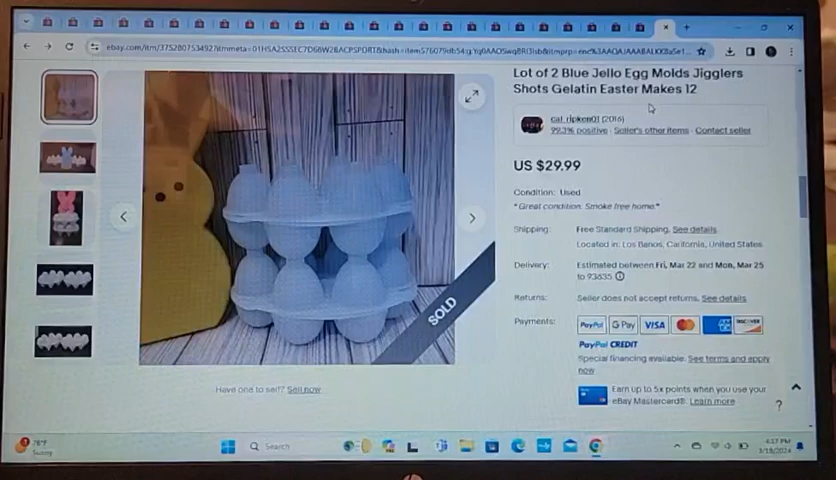 Lot of 2 Blue Jello Egg Molds Jigglers
Shots Gelatin Easter Makes 12
cal_ripken01 (2016)
99.3% positive · Seller's other items · Contact seller
US $29.99
Condition: Used
"Great condition. Smoke free home."
Shipping: Free Standard Shipping. See details
Located in: Los Banos, California, United States
Delivery: Estimated between Fri, Mar 22 and Mon, Mar 25
to 93635
Returns: Seller does not accept returns. See details
Payments: PayPal G Pay VISA MasterCard DISCOVER
PayPal CREDIT
Special financing available. See terms and apply
now
Earn up to 5x points when you use your
eBay Mastercard®. Learn more
SOLD
Have one to sell? Sell now
?
78°F
Sunny
Search
4:27 PM
3/18/2024